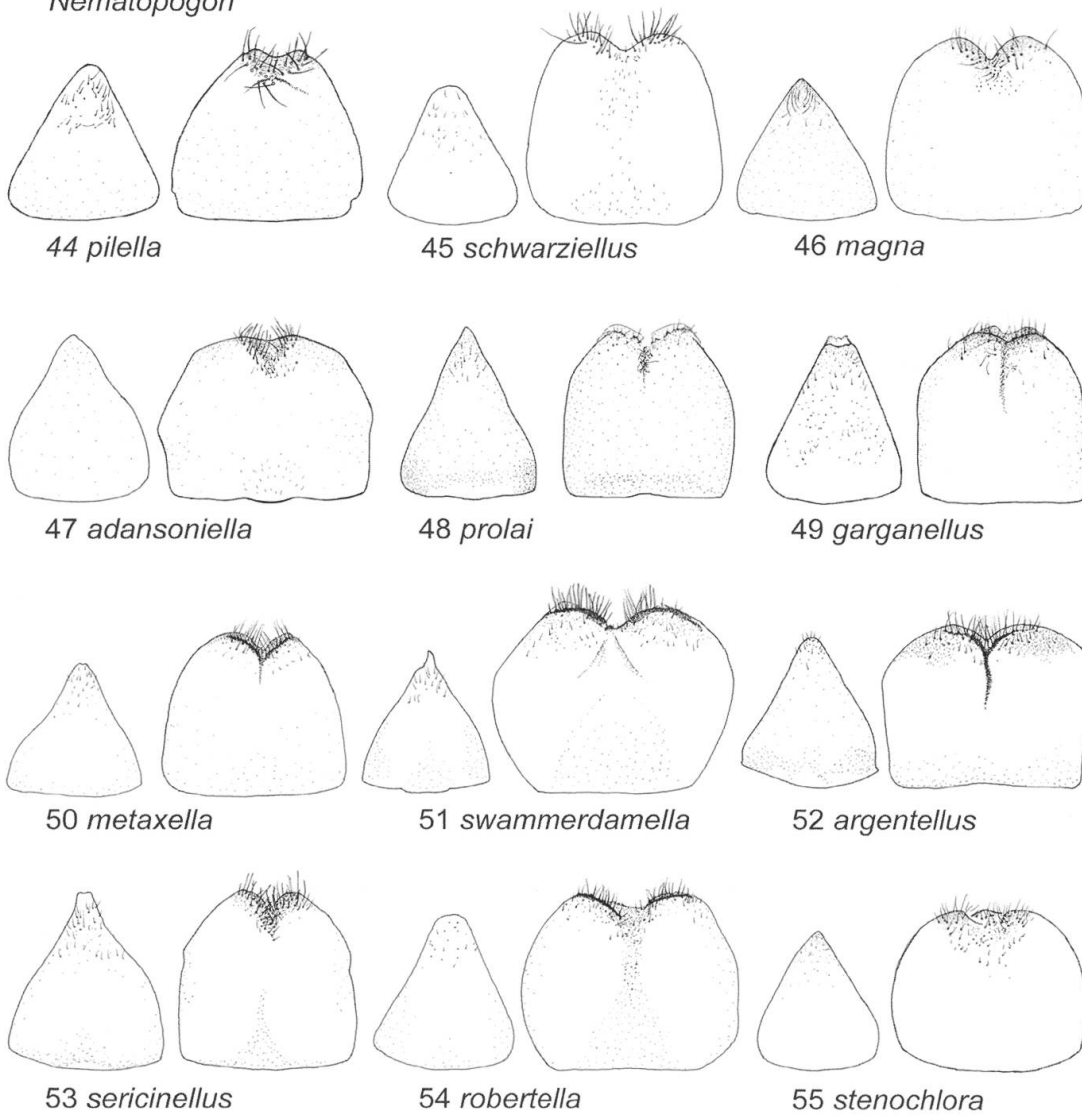 Nematopogon
44 pilella 45 schwarziellus 46 magna
47 adansoniella 48 prolai 49 garganellus
50 metaxella 51 swammerdamella 52 argentellus
53 sericinellus 54 robertella 55 stenochlora